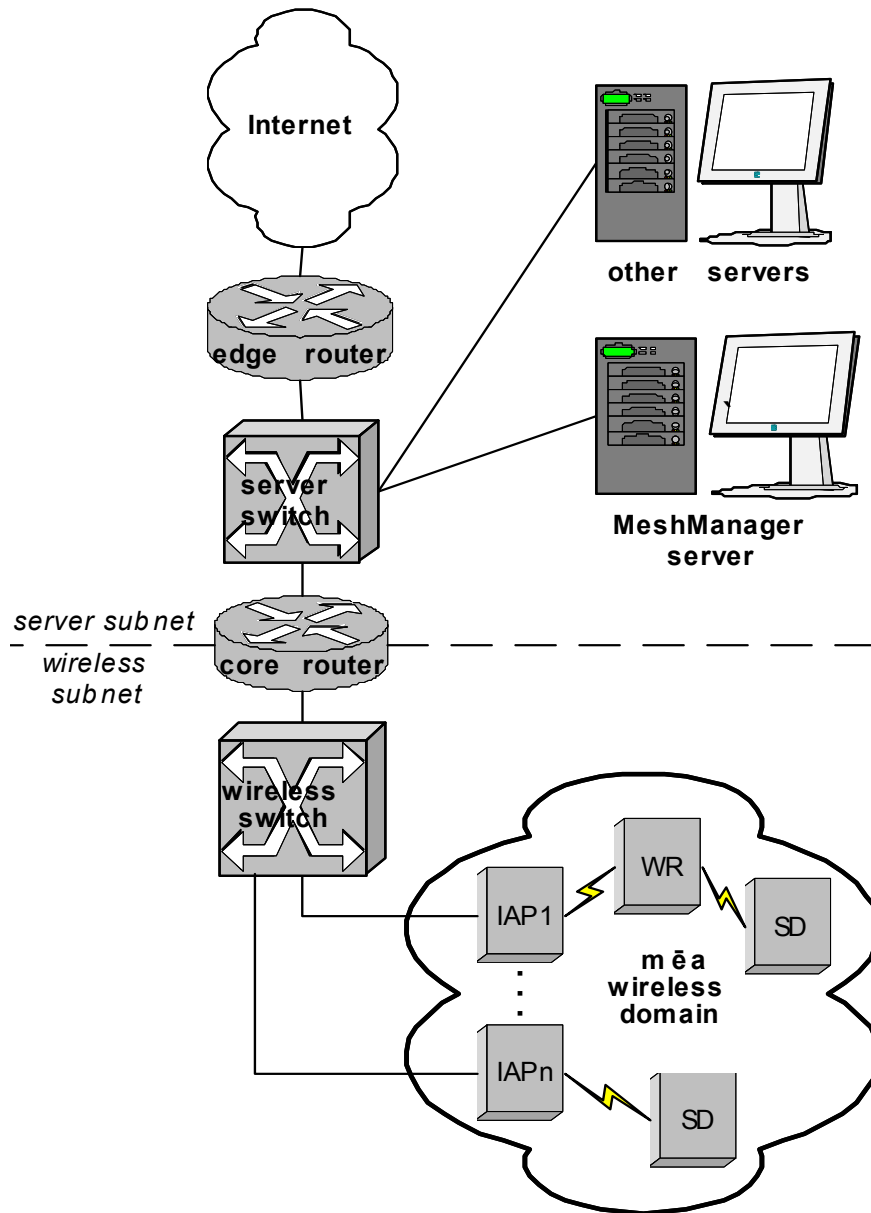 Internet
other servers
edge router
server
switch
MeshManager
server
server subnet
core router
wireless
subnet
wireless
switch
WR
IAP1
SD
mēa
wireless
domain
IAPn
SD